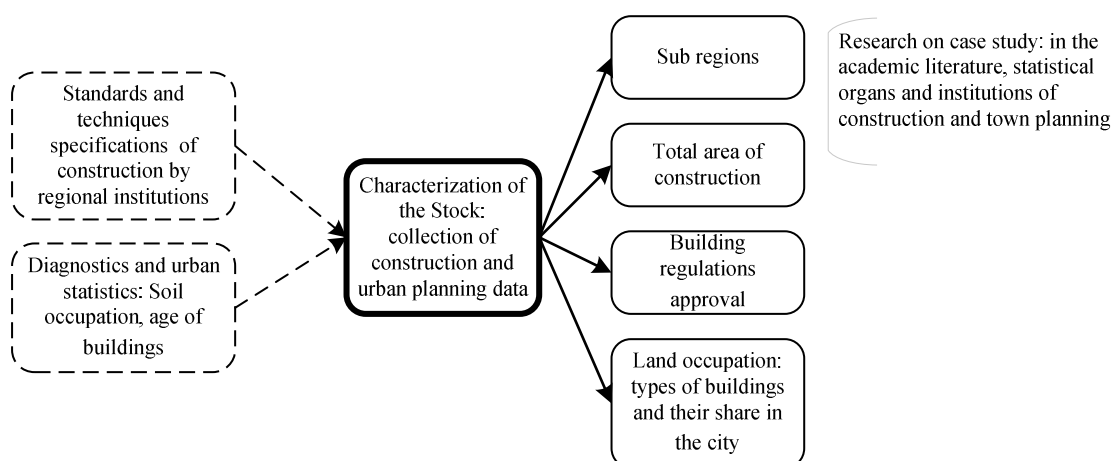 Standards and
techniques
specifications of
construction by
regional institutions
Diagnostics and urban
statistics: Soil
occupation, age of
buildings
Characterization of
the Stock:
collection of
construction and
urban planning data
Sub regions
Total area of
construction
Building
regulations
approval
Land occupation:
types of buildings
and their share in
the city
Research on case study: in the
academic literature, statistical
organs and institutions of
construction and town planning